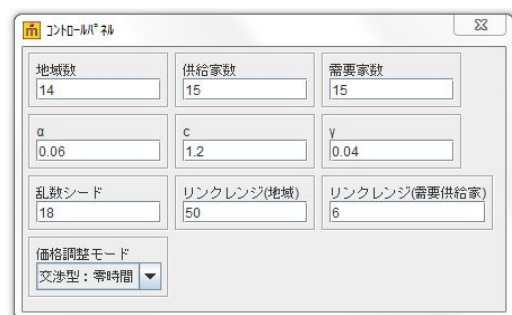 コントロールパネル
地域数
14
供給家数
15
需要家数
15
α
0.06
c
1.2
γ
0.04
乱数シード
18
リンクレンジ(地域)
50
リンクレンジ(需要供給家)
6
価格調整モード
交渉型：零時間